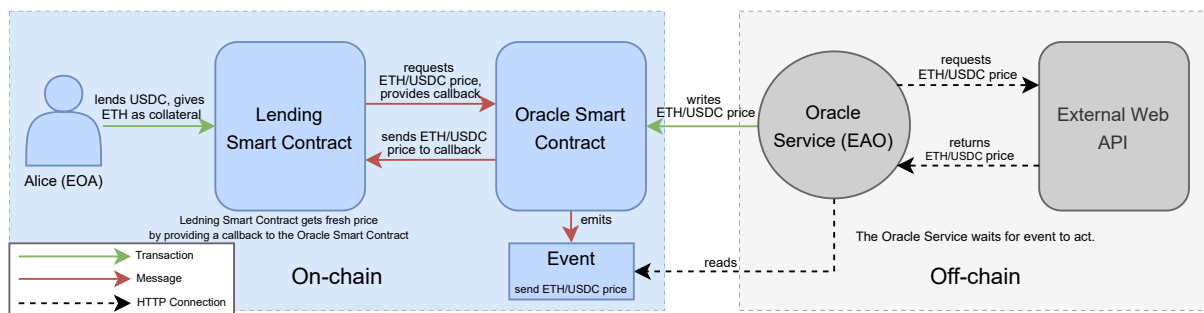 lends USDC, gives
ETH as collateral
Alice (EOA)
Lending
Smart Contract
requests
ETH/USDC price,
provides callback
sends ETH/USDC
price to callback
Oracle Smart
Contract
writes
ETH/USDC price
Oracle
Service (EAO)
requests
ETH/USDC price
returns
ETH/USDC price
External Web
API
Ledning Smart Contract gets fresh price
by providing a callback to the Oracle Smart Contract
emits
Event
send ETH/USDC price
reads
The Oracle Service waits for event to act.
Transaction
Message
HTTP Connection
On-chain
Off-chain